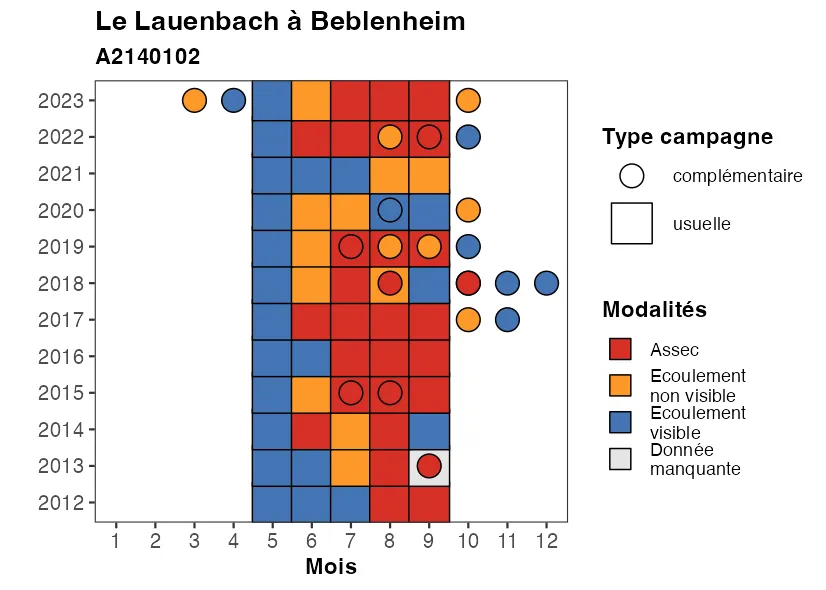 Le Lauenbach à Beblenheim
A2140102
2023
2022
2021
2020
2019
2018
2017
2016
2015
2014
2013
2012
1 2 3 4 5 6 7 8 9 10 11 12
Mois
Type campagne
complémentaire
usuelle
Modalités
Assec
Ecoulement
non visible
Ecoulement
visible
Donnée
manquante